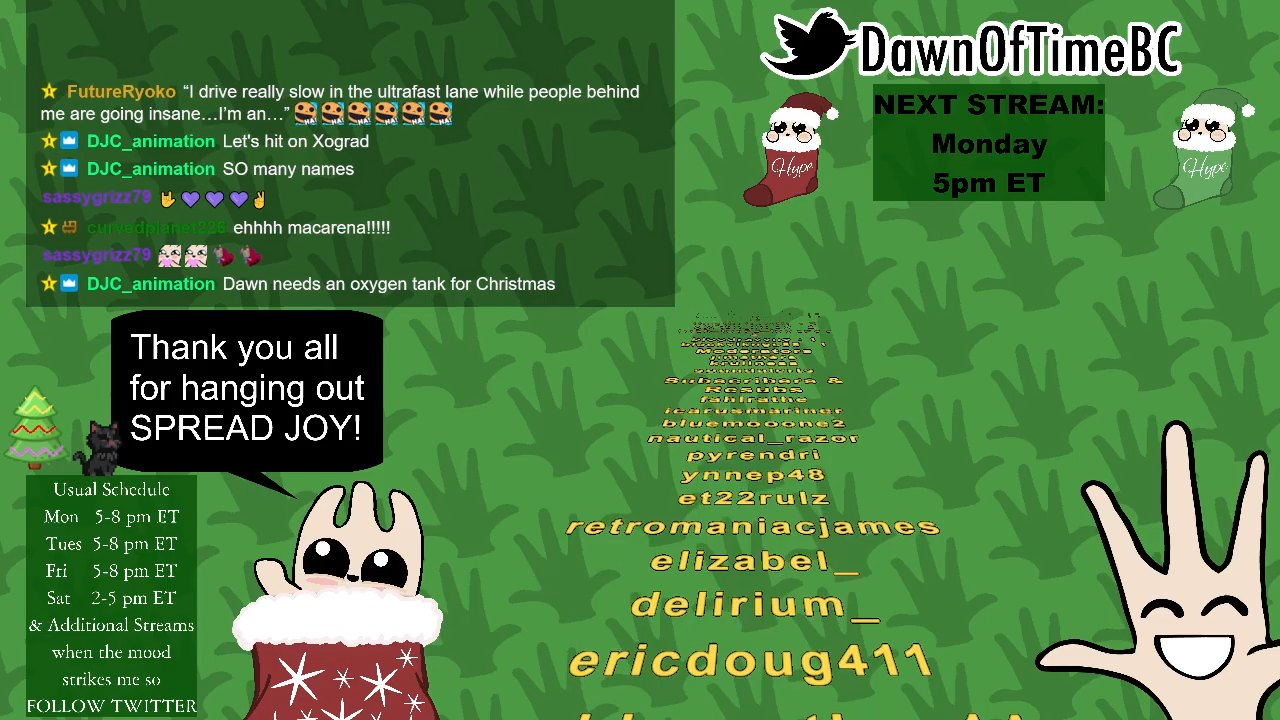 FutureRyoko “I drive really slow in the ultrafast lane while people behind
me are going insane…I’m an…”
DJC_animation Let's hit on Xograd
DJC_animation SO many names
sassygrizz79
curvedplanet226 ehhhh macarena!!!!!
sassygrizz79
DJC_animation Dawn needs an oxygen tank for Christmas
DawnOfTimeBC
NEXT STREAM:
Monday
5pm ET
Hype
Hype
Thank you all
for hanging out
SPREAD JOY!
Usual Schedule
Mon 5-8 pm ET
Tues 5-8 pm ET
Fri 5-8 pm ET
Sat 2-5 pm ET
& Additional Streams
when the mood
strikes me so
FOLLOW TWITTER
Moderators
Subscribers &
Resubs
fahlrathe
icarusmariner
bluemooone2
nautical_razor
pyrendri
ynnep48
et22rulz
retromaniacjames
elizabel_
delirium_
ericdoug411